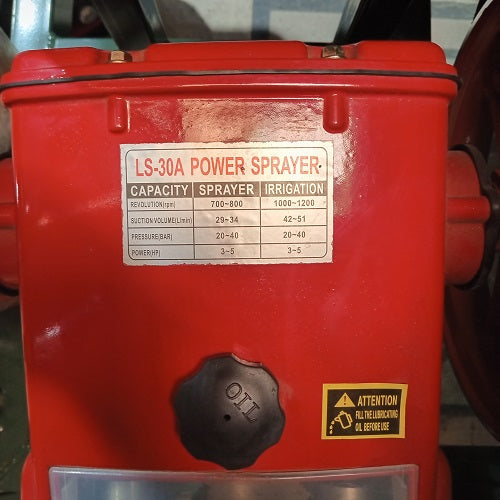 LS-30A POWER SPRAYER
CAPACITY SPRAYER IRRIGATION
REVOLUTION(rpm) 700~800 1000~1200
SUCTION VOLUME(L/min) 29~34 42~51
PRESSURE(BAR) 20~40 20~40
POWER(HP) 3~5 3~5
OIL
ATTENTION
FILL THE LUBRICATING
OIL BEFORE USE